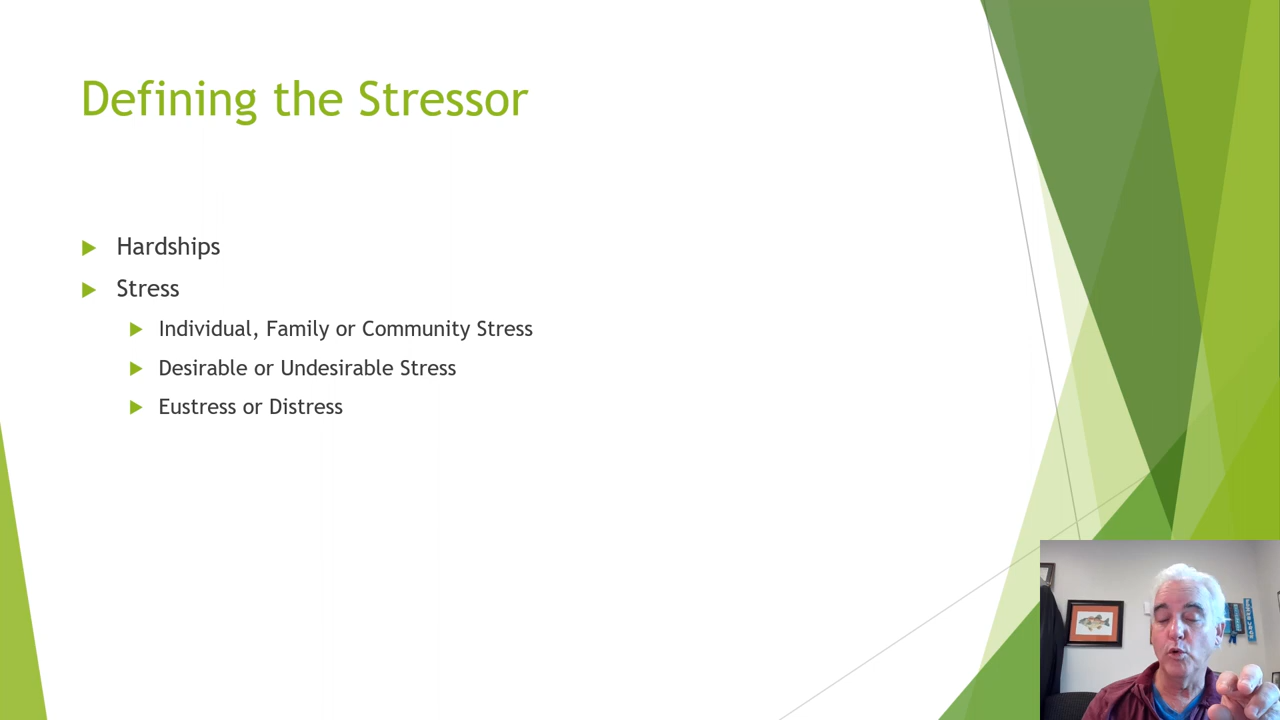 Defining the Stressor
Hardships
Stress
Individual, Family or Community Stress
Desirable or Undesirable Stress
Eustress or Distress